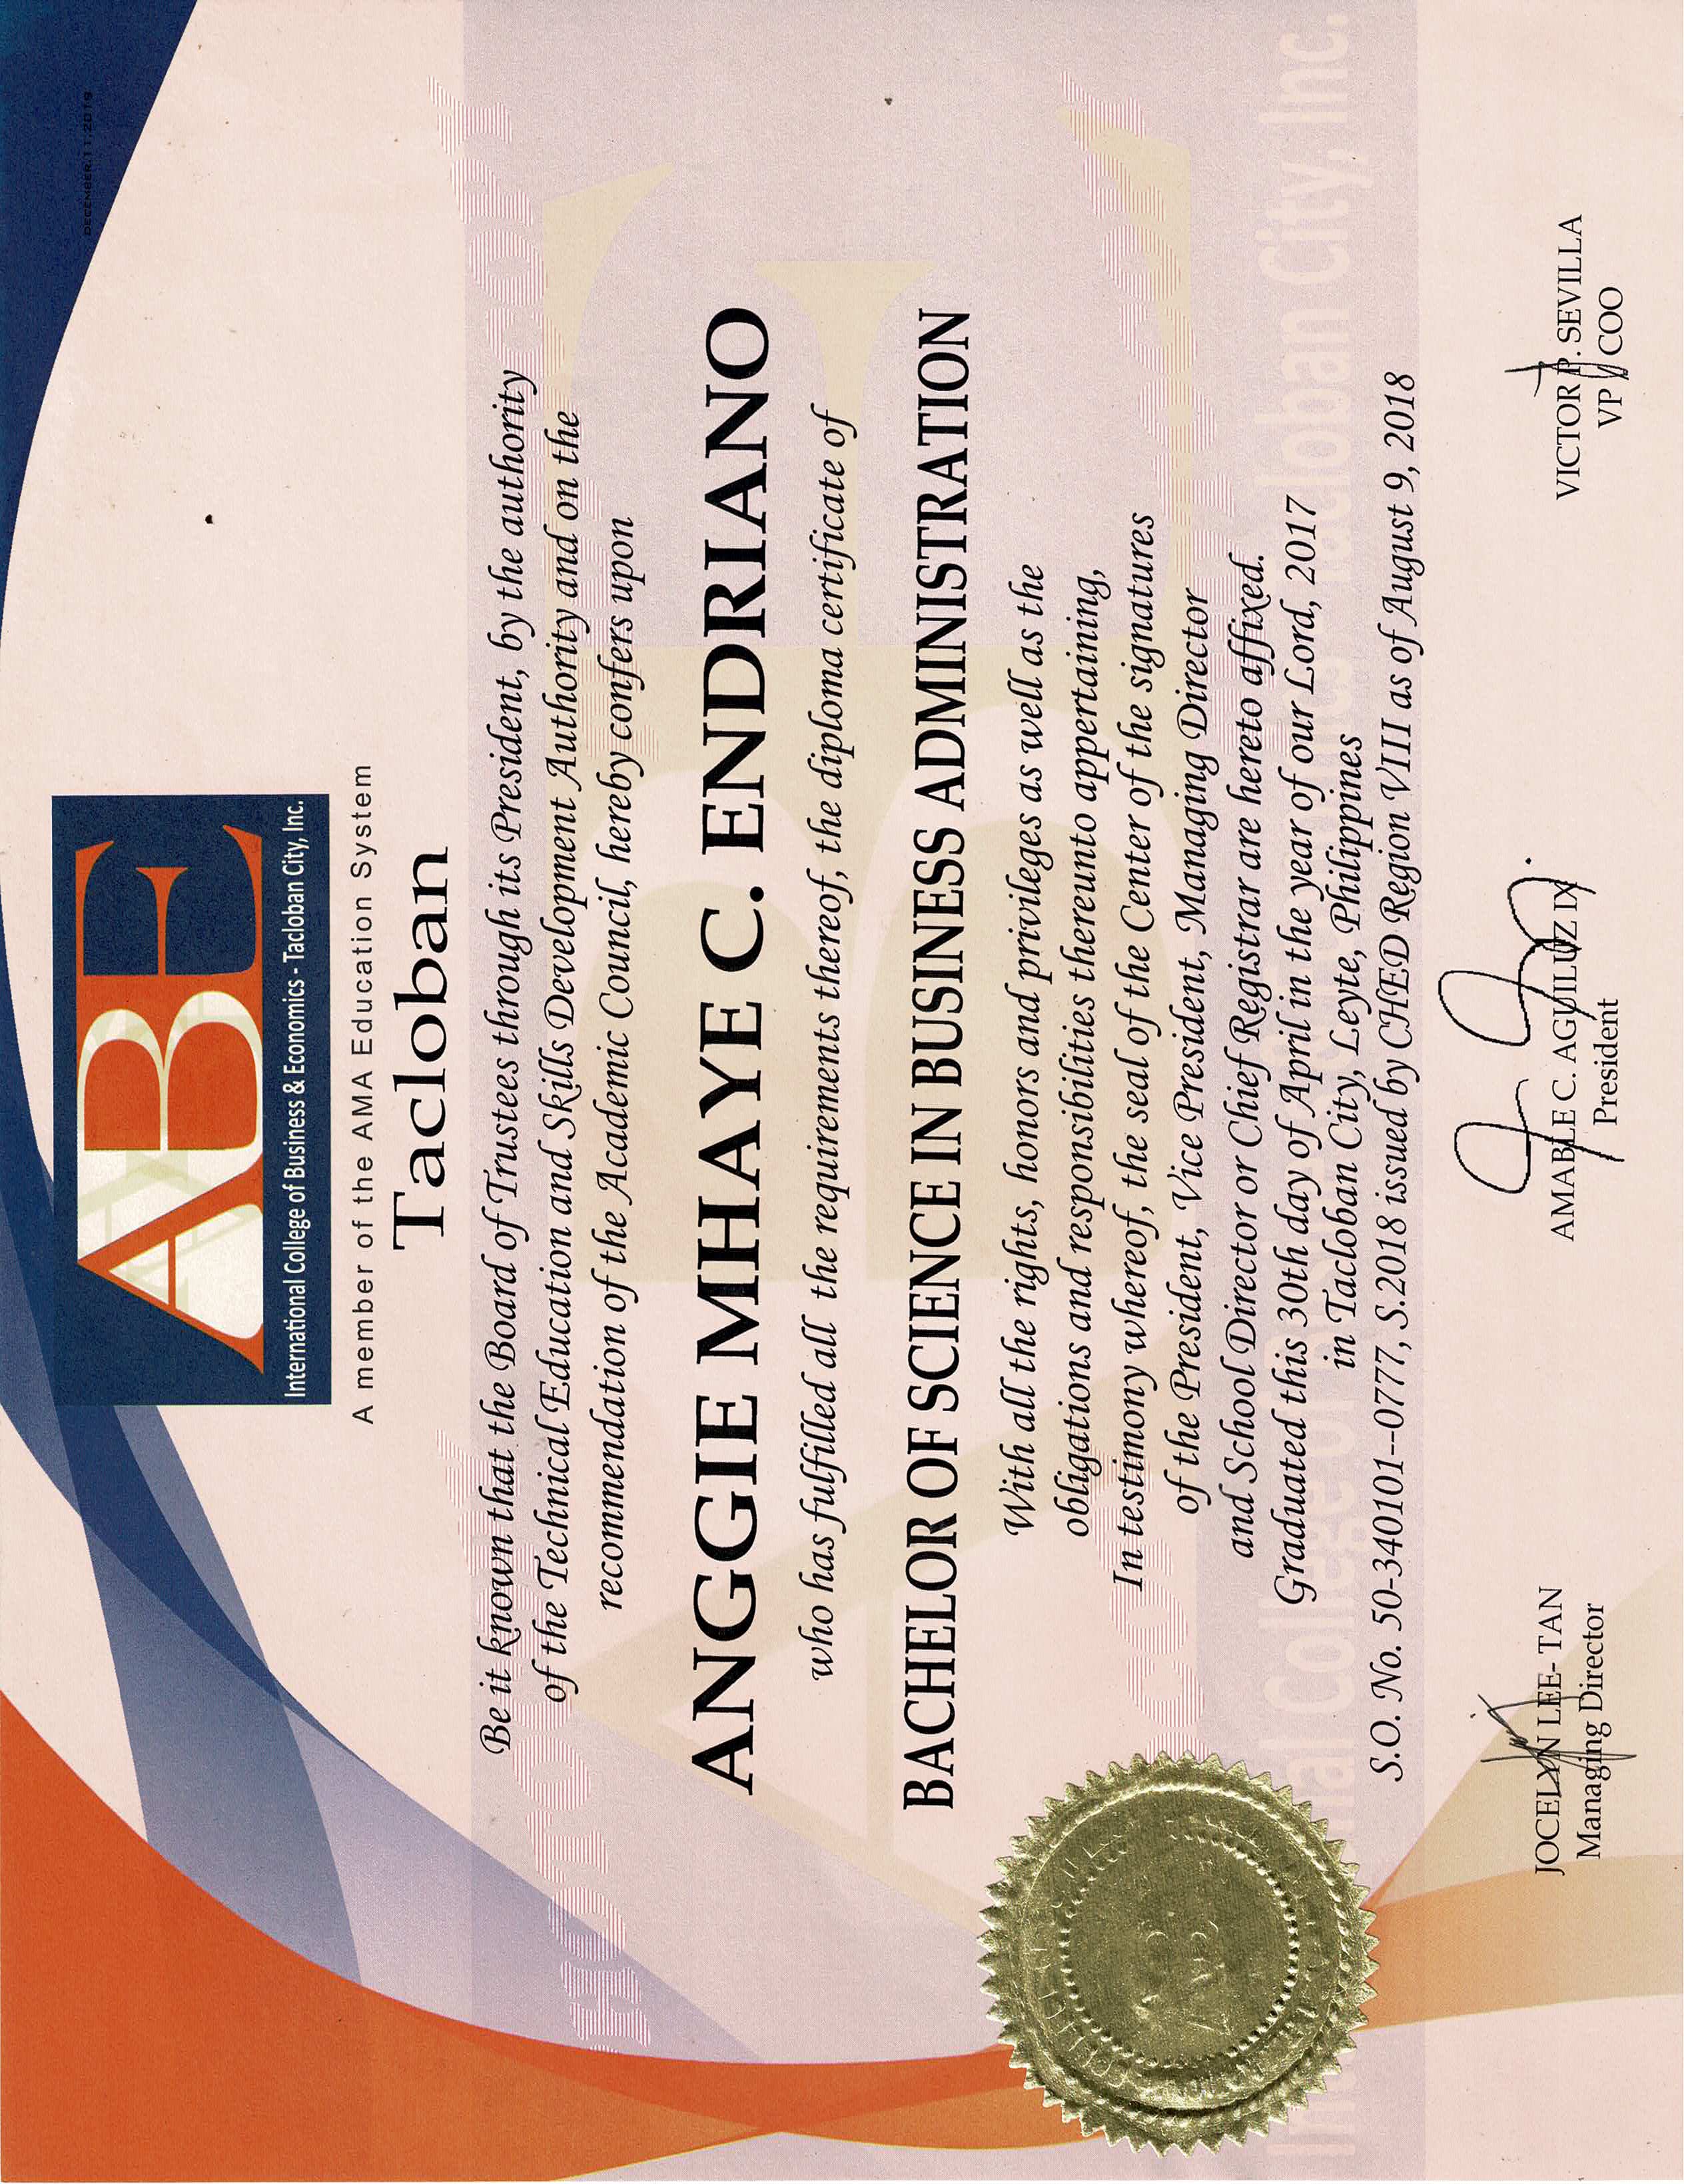 DECEMBER.11.2019
ABE
International College of Business & Economics - Tacloban City, Inc.
A member of the AMA Education System
Tacloban
Be it known that the Board of Trustees through its President, by the authority
of the Technical Education and Skills Development Authority and on the
recommendation of the Academic Council, hereby confers upon
ANGGIE MHAYE C. ENDRIANO
who has fulfilled all the requirements thereof, the diploma certificate of
BACHELOR OF SCIENCE IN BUSINESS ADMINISTRATION
With all the rights, honors and privileges as well as the
obligations and responsibilities thereunto appertaining,
In testimony whereof, the seal of the Center of the signatures
of the President, Vice President, Managing Director
and School Director or Chief Registrar are hereto affixed.
Graduated this 30th day of April in the year of our Lord, 2017
in Tacloban City, Leyte, Philippines
S.O. No. 50-340101--0777, S.2018 issued by CHED Region VIII as of August 9, 2018
JOCELYN LEE- TAN
Managing Director
AMABLE C. AGUILUZ IX
President
VICTOR P. SEVILLA
VP / COO